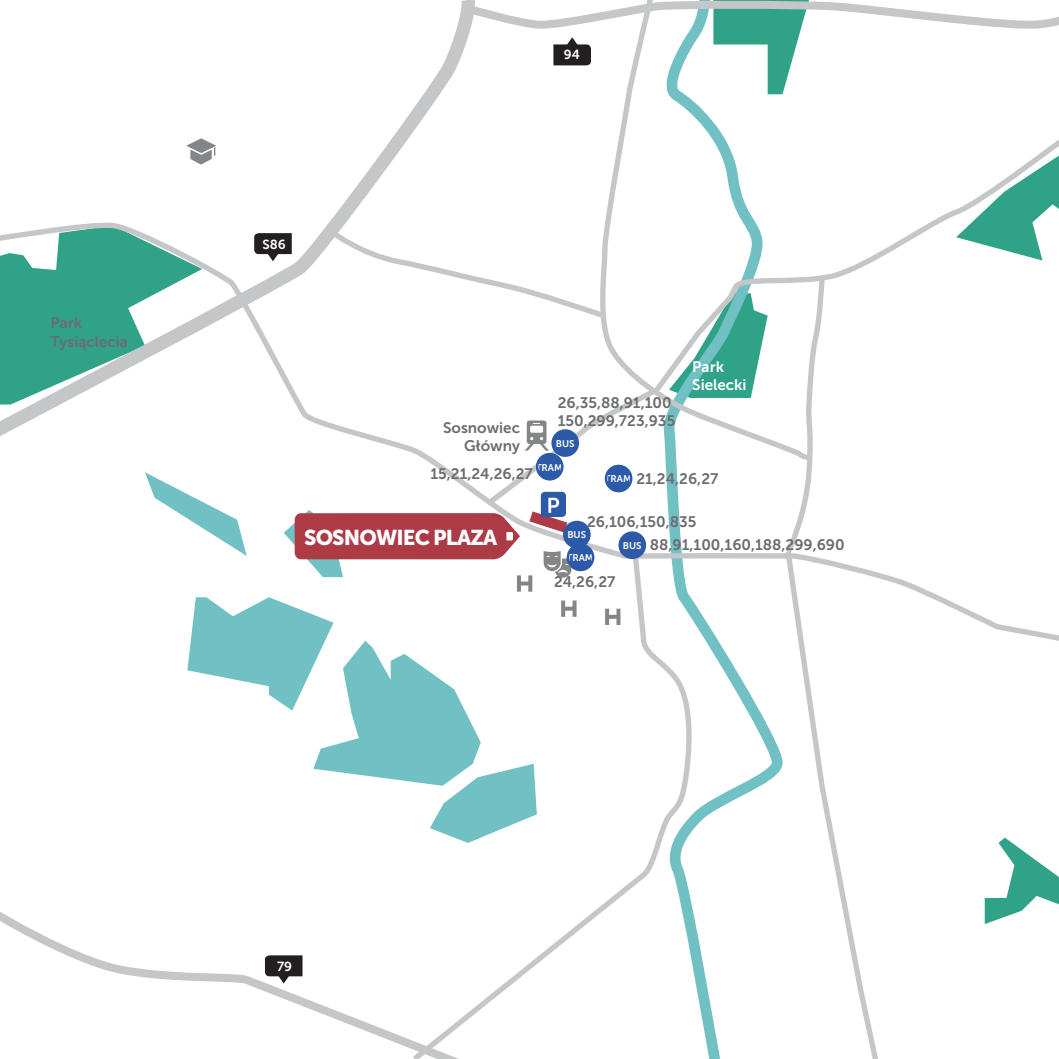 94
S86
Park
Tysiąclecia
Park
Sielecki
26,35,88,91,100
150,299,723,935
Sosnowiec
Główny
BUS
15,21,24,26,27
TRAM
TRAM
21,24,26,27
P
26,106,150,835
SOSNOWIEC PLAZA
BUS
BUS
88,91,100,160,188,299,690
TRAM
24,26,27
H
H
H
79